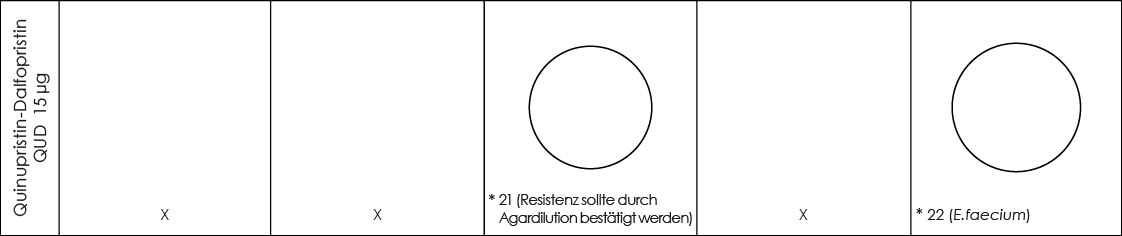 Quinupristin-Dalfopristin
QUD 15 µg
X
X
* 21 (Resistenz sollte durch
Agardilution bestätigt werden)
X
* 22 (E.faecium)